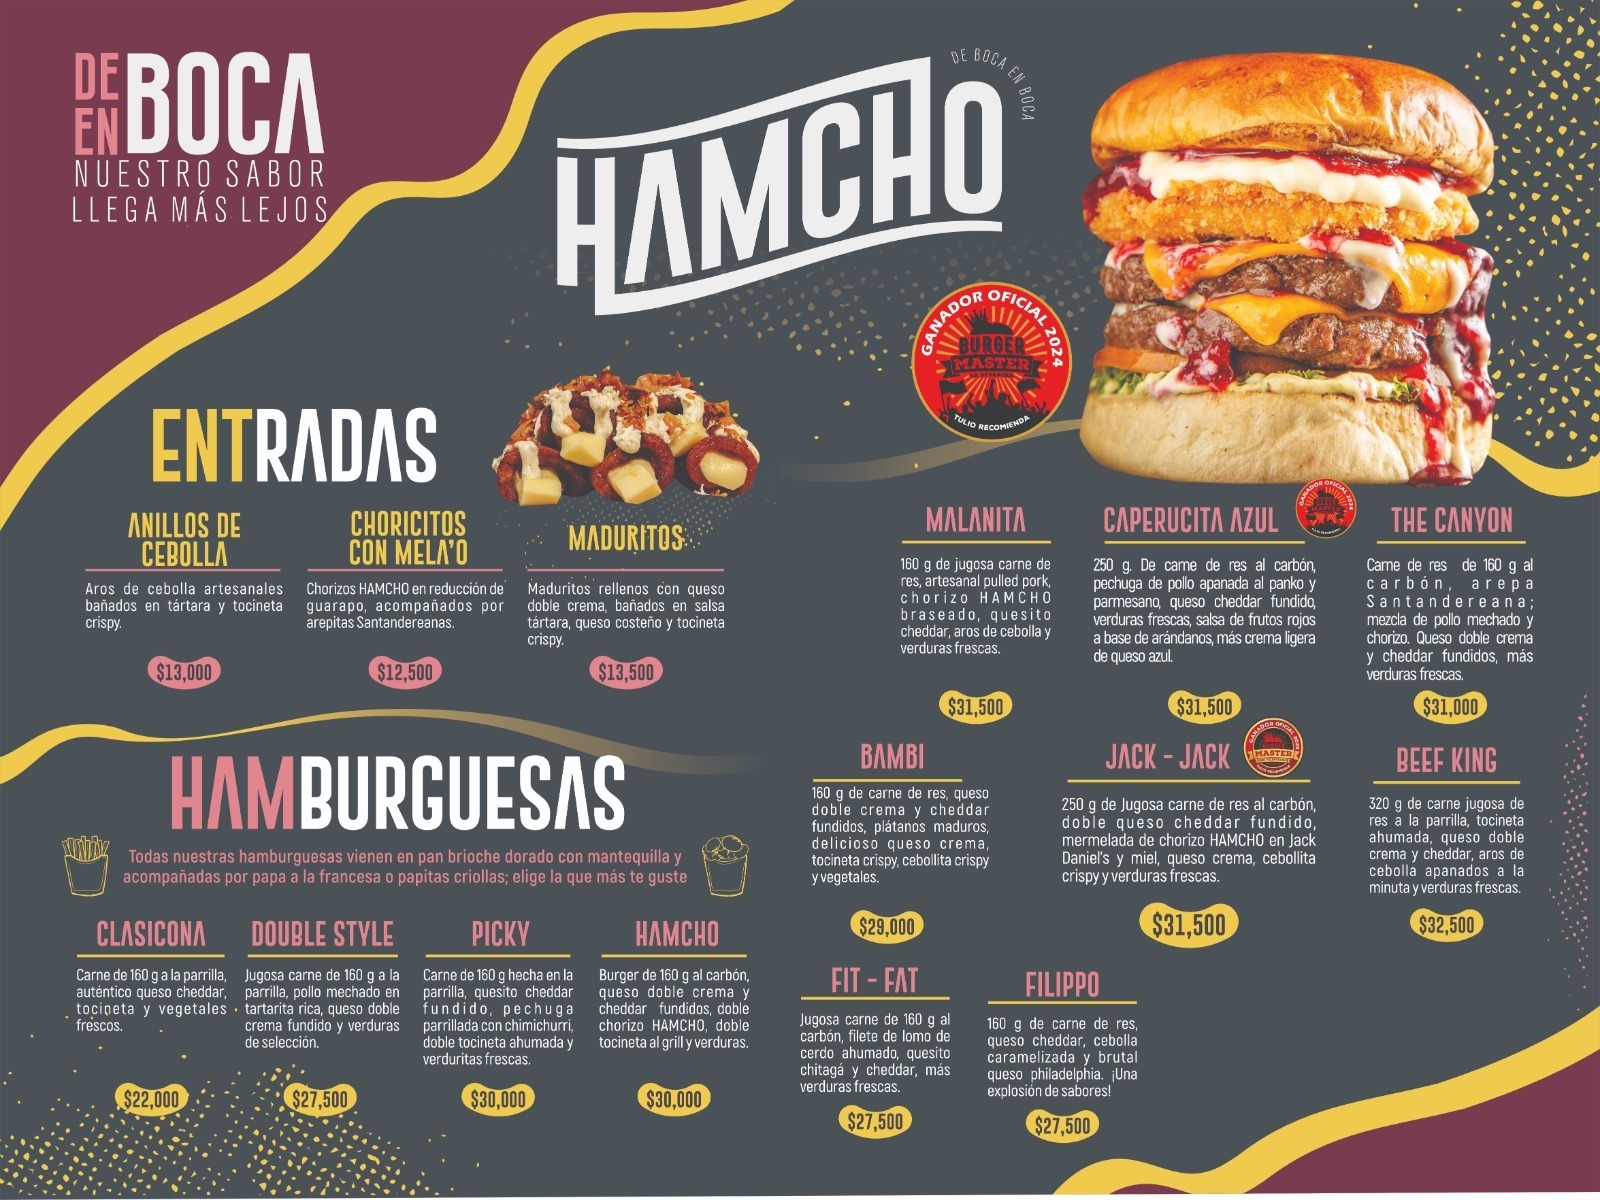 DE
EN BOCA
NUESTRO SABOR
LLEGA MÁS LEJOS
HAMCHO
DE BOCA EN BOCA
GANADOR OFICIAL 2024
BURGER
MASTER
LA REVANCHA
TULIO RECOMIENDA
ENTRADAS
ANILLOS DE
CEBOLLA
Aros de cebolla artesanales
bañados en tártara y tocineta
crispy.
$13,000
CHORICITOS
CON MELA'O
Chorizos HAMCHO en reducción de
guarapo, acompañados por
arepitas Santandereanas.
$12,500
MADURITOS
Maduritos rellenos con queso
doble crema, bañados en salsa
tártara, queso costeño y tocineta
crispy.
$13,500
HAMBURGUESAS
Todas nuestras hamburguesas vienen en pan brioche dorado con mantequilla y
acompañadas por papa a la francesa o papitas criollas; elige la que más te guste
CLASICONA
Carne de 160 g a la parrilla,
auténtico queso cheddar,
tocineta y vegetales
frescos.
$22,000
DOUBLE STYLE
Jugosa carne de 160 g a la
parrilla, pollo mechado en
tartarita rica, queso doble
crema fundido y verduras
de selección.
$27,500
PICKY
Carne de 160 g hecha en la
parrilla, quesito cheddar
fundido, pechuga
parrillada con chimichurri,
doble tocineta ahumada y
verduritas frescas.
$30,000
HAMCHO
Burger de 160 g al carbón,
queso doble crema y
cheddar fundidos, doble
chorizo HAMCHO, doble
tocineta al grill y verduras.
$30,000
MALANITA
160 g de jugosa carne de
res, artesanal pulled pork,
chorizo HAMCHO
braseado, quesito
cheddar, aros de cebolla y
verduras frescas.
$31,500
CAPERUCITA AZUL
GANADOR OFICIAL 2024
250 g. De carne de res al carbón,
pechuga de pollo apanada al panko y
parmesano, queso cheddar fundido,
verduras frescas, salsa de frutos rojos
a base de arándanos, más crema ligera
de queso azul.
$31,500
THE CANYON
Carne de res de 160 g al
carbón, arepa
Santandereana;
mezcla de pollo mechado y
chorizo. Queso doble crema
y cheddar fundidos, más
verduras frescas.
$31,000
BAMBI
160 g de carne de res, queso
doble crema y cheddar
fundidos, plátanos maduros,
delicioso queso crema,
tocineta crispy, cebollita crispy
y vegetales.
$29,000
JACK - JACK
MASTER
250 g de Jugosa carne de res al carbón,
doble queso cheddar fundido,
mermelada de chorizo HAMCHO en Jack
Daniel's y miel, queso crema, cebollita
crispy y verduras frescas.
$31,500
BEEF KING
320 g de carne jugosa de
res a la parrilla, tocineta
ahumada, queso doble
crema y cheddar, aros de
cebolla apanados a la
minuta y verduras frescas.
$32,500
FIT - FAT
Jugosa carne de 160 g al
carbón, filete de lomo de
cerdo ahumado, quesito
chitagá y cheddar, más
verduras frescas.
$27,500
FILIPPO
160 g de carne de res,
queso cheddar, cebolla
caramelizada y brutal
queso philadelphia. ¡Una
explosión de sabores!
$27,500